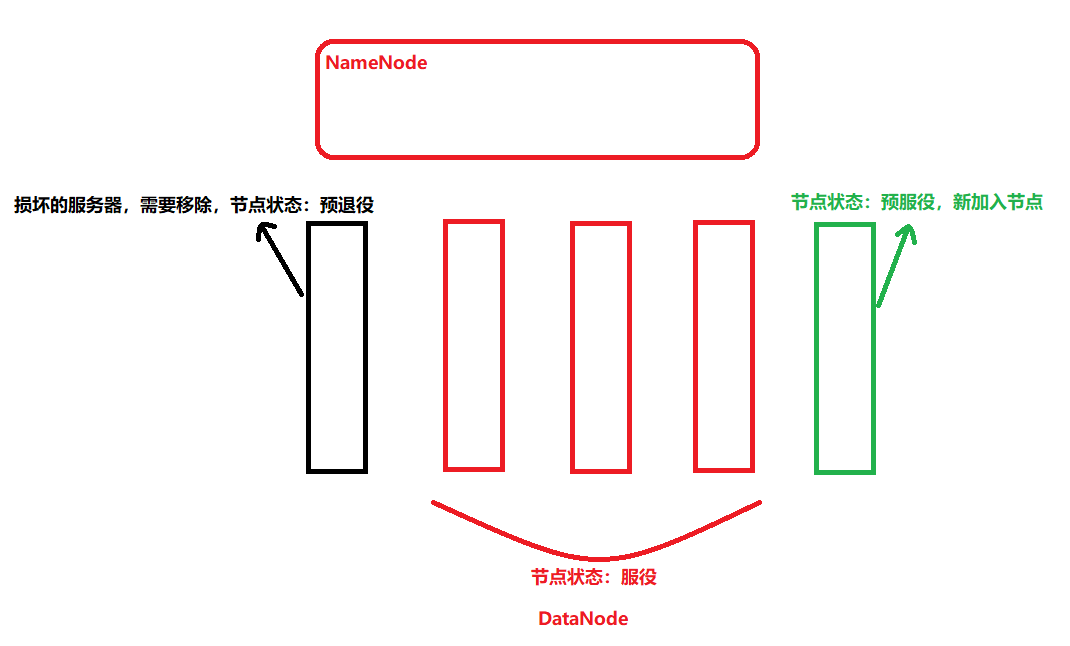 NameNode
损坏的服务器，需要移除，节点状态：预退役
节点状态：预服役，新加入节点
节点状态：服役
DataNode